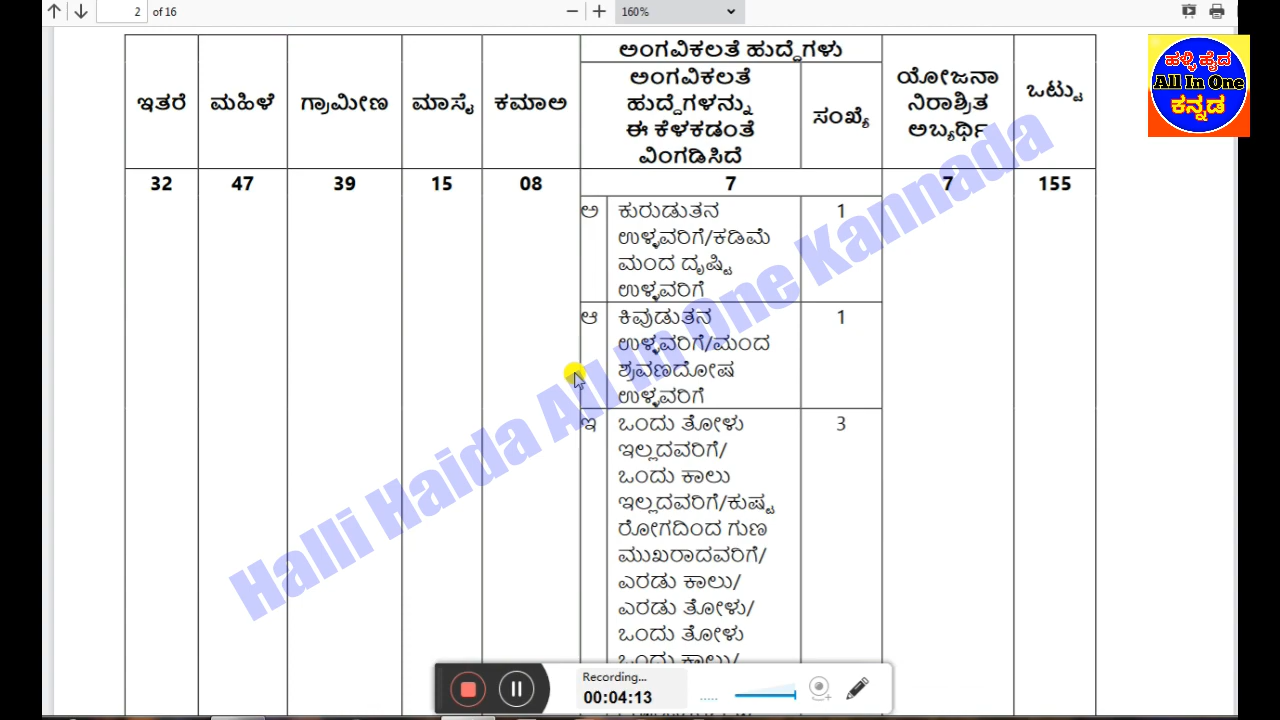 2 of 16
160%
ಹಳ್ಳಿ ಹೈದ
All In One
ಕನ್ನಡ
ಇತರೆ
ಮಹಿಳೆ
ಗ್ರಾಮೀಣ
ಮಾಸೈ
ಕಮಾಅ
ಅಂಗವಿಕಲತೆ ಹುದ್ದೆಗಳು
ಅಂಗವಿಕಲತೆ
ಹುದ್ದೆಗಳನ್ನು
ಈ ಕೆಳಕಡಂತೆ
ವಿಂಗಡಿಸಿದೆ
ಸಂಖ್ಯೆ
ಯೋಜನಾ
ನಿರಾಶ್ರಿತ
ಅಬ್ಯರ್ಥಿ
ಒಟ್ಟು
32 47 39 15 08 7 7 155
ಅ ಕುರುಡುತನ 1
ಉಳ್ಳವರಿಗೆ/ಕಡಿಮೆ
ಮಂದ ದೃಷ್ಟಿ
ಉಳ್ಳವರಿಗೆ
ಆ ಕಿವುಡುತನ 1
ಉಳ್ಳವರಿಗೆ/ಮಂದ
ಶ್ರವಣದೋಷ
ಉಳ್ಳವರಿಗೆ
ಇ ಒಂದು ತೋಳು 3
ಇಲ್ಲದವರಿಗೆ/
ಒಂದು ಕಾಲು
ಇಲ್ಲದವರಿಗೆ/ಕುಷ್ಟ
ರೋಗದಿಂದ ಗುಣ
ಮುಖರಾದವರಿಗೆ/
ಎರಡು ಕಾಲು/
ಎರಡು ತೋಳು/
ಒಂದು ತೋಳು
ಒಂದು ಕಾಲು/
Halli Haida All In One Kannada
Recording...
00:04:13